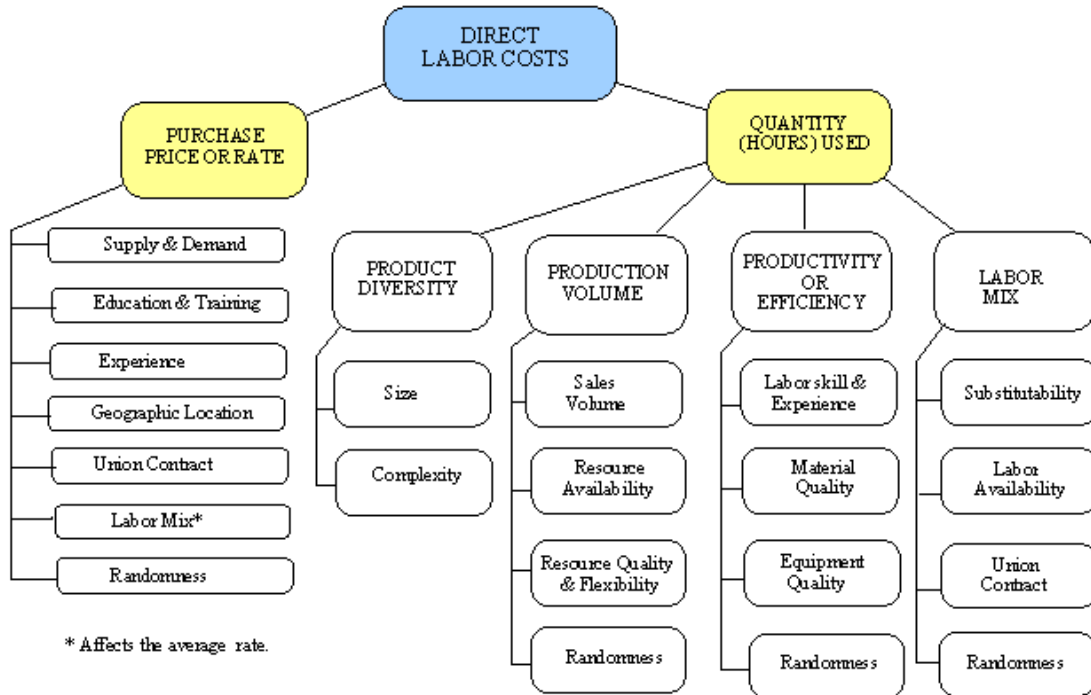 DIRECT
LABOR COSTS
PURCHASE
PRICE OR RATE
QUANTITY
(HOURS) USED
Supply & Demand
Education & Training
Experience
Geographic Location
Union Contract
Labor Mix*
Randomness
* Affects the average rate.
PRODUCT
DIVERSITY
Size
Complexity
PRODUCTION
VOLUME
Sales
Volume
Resource
Availability
Resource Quality
& Flexibility
Randomness
PRODUCTIVITY
OR
EFFICIENCY
Labor skill &
Experience
Material
Quality
Equipment
Quality
Randomness
LABOR
MIX
Substitutability
Labor
Availability
Union
Contract
Randomness